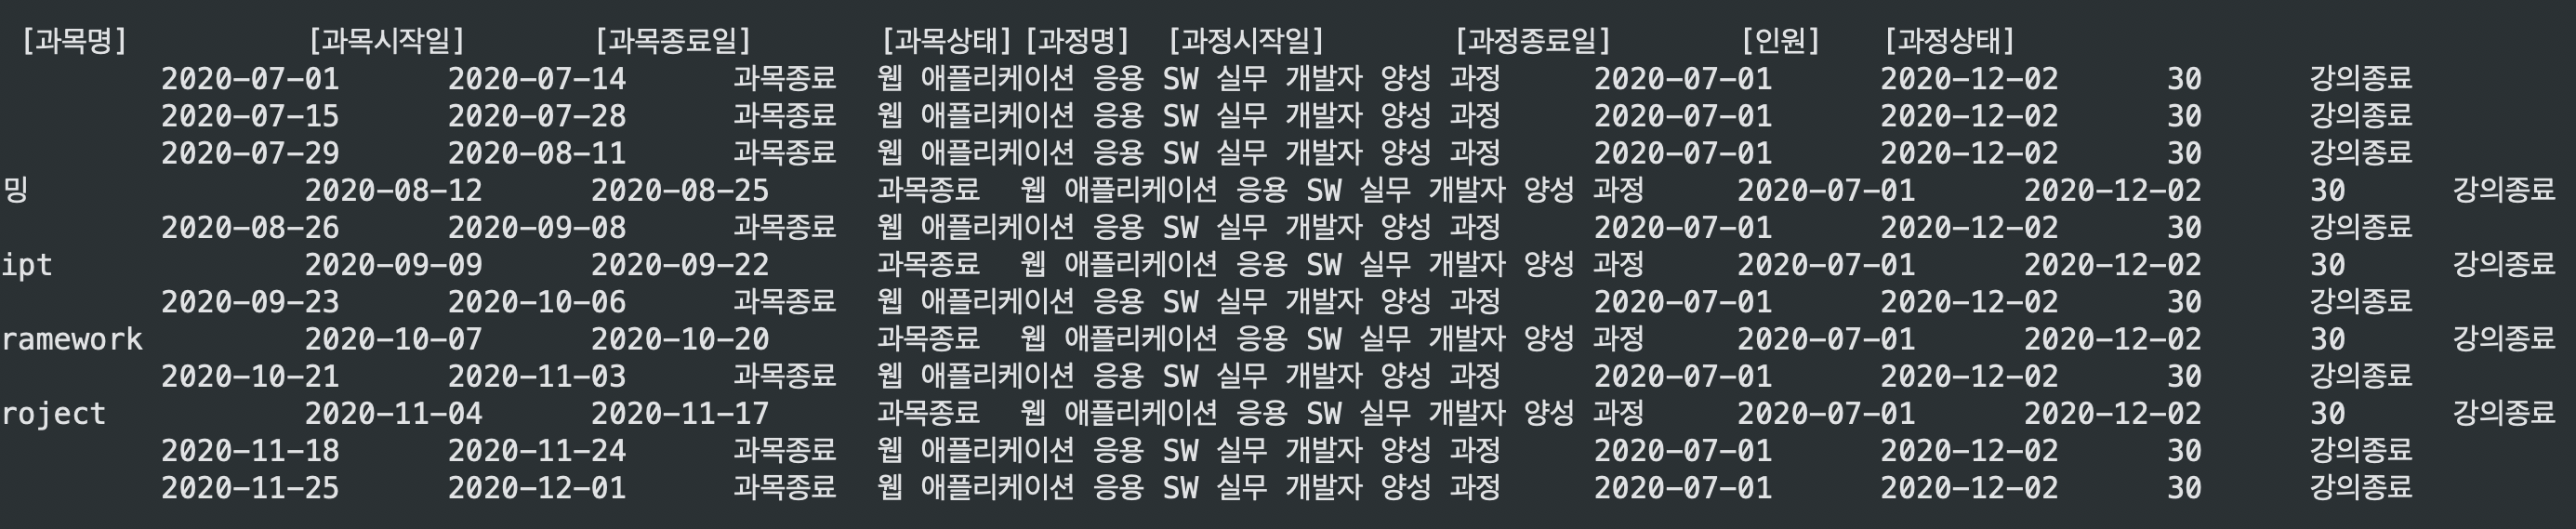 [과목명] [과목시작일] [과목종료일] [과목상태] [과정명] [과정시작일] [과정종료일] [인원] [과정상태]
2020-07-01 2020-07-14 과목종료 웹 애플리케이션 응용 SW 실무 개발자 양성 과정 2020-07-01 2020-12-02 30 강의종료
2020-07-15 2020-07-28 과목종료 웹 애플리케이션 응용 SW 실무 개발자 양성 과정 2020-07-01 2020-12-02 30 강의종료
2020-07-29 2020-08-11 과목종료 웹 애플리케이션 응용 SW 실무 개발자 양성 과정 2020-07-01 2020-12-02 30 강의종료
밍 2020-08-12 2020-08-25 과목종료 웹 애플리케이션 응용 SW 실무 개발자 양성 과정 2020-07-01 2020-12-02 30 강의종료
2020-08-26 2020-09-08 과목종료 웹 애플리케이션 응용 SW 실무 개발자 양성 과정 2020-07-01 2020-12-02 30 강의종료
ipt 2020-09-09 2020-09-22 과목종료 웹 애플리케이션 응용 SW 실무 개발자 양성 과정 2020-07-01 2020-12-02 30 강의종료
2020-09-23 2020-10-06 과목종료 웹 애플리케이션 응용 SW 실무 개발자 양성 과정 2020-07-01 2020-12-02 30 강의종료
ramework 2020-10-07 2020-10-20 과목종료 웹 애플리케이션 응용 SW 실무 개발자 양성 과정 2020-07-01 2020-12-02 30 강의종료
2020-10-21 2020-11-03 과목종료 웹 애플리케이션 응용 SW 실무 개발자 양성 과정 2020-07-01 2020-12-02 30 강의종료
roject 2020-11-04 2020-11-17 과목종료 웹 애플리케이션 응용 SW 실무 개발자 양성 과정 2020-07-01 2020-12-02 30 강의종료
2020-11-18 2020-11-24 과목종료 웹 애플리케이션 응용 SW 실무 개발자 양성 과정 2020-07-01 2020-12-02 30 강의종료
2020-11-25 2020-12-01 과목종료 웹 애플리케이션 응용 SW 실무 개발자 양성 과정 2020-07-01 2020-12-02 30 강의종료